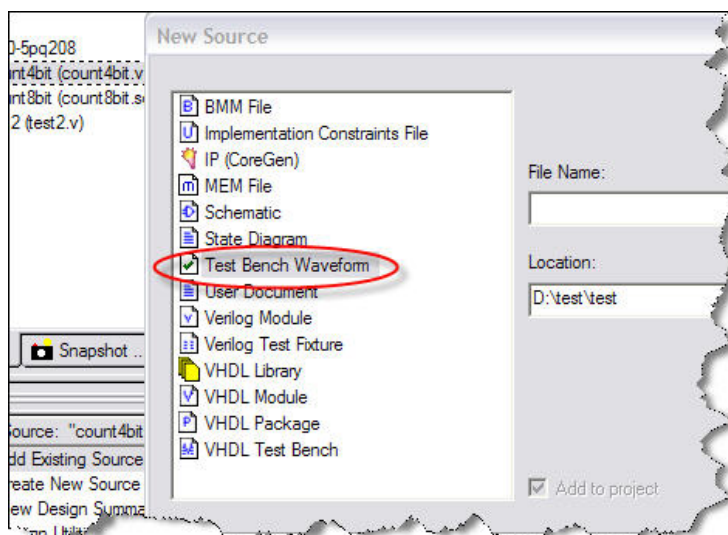 New Source
0-5pq208
nt4bit (count4bit.v
nt8bit (count8bit.s
2 (test2.v)
BMM File
Implementation Constraints File
IP (CoreGen)
MEM File
Schematic
State Diagram
Test Bench Waveform
User Document
Verilog Module
Verilog Test Fixture
VHDL Library
VHDL Module
VHDL Package
VHDL Test Bench
File Name:
Location:
D:\test\test
Add to project
Snapshot ..
ource: "count4bit
dd Existing Source
reate New Source
ew Design Summa